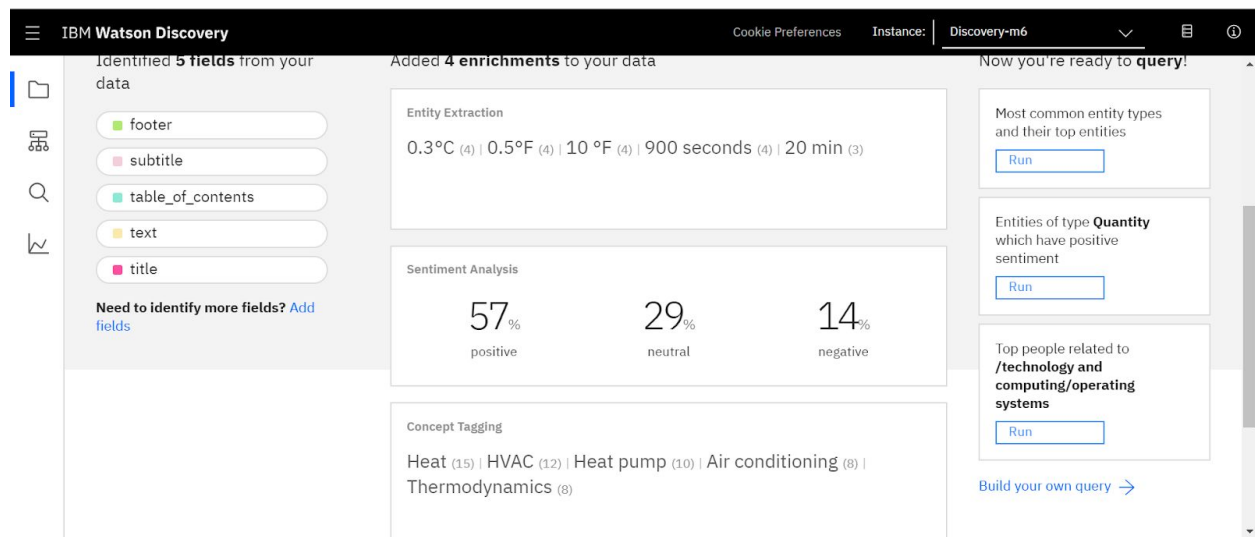 IBM Watson Discovery
Cookie Preferences
Instance:
Discovery-m6
Identified 5 fields from your
data
footer
subtitle
table_of_contents
text
title
Need to identify more fields? Add
fields
Added 4 enrichments to your data
Entity Extraction
0.3°C (4) | 0.5°F (4) | 10 °F (4) | 900 seconds (4) | 20 min (3)
Sentiment Analysis
57% 29% 14%
positive neutral negative
Concept Tagging
Heat (15) | HVAC (12) | Heat pump (10) | Air conditioning (8) |
Thermodynamics (8)
Now you're ready to query!
Most common entity types
and their top entities
Run
Entities of type Quantity
which have positive
sentiment
Run
Top people related to
/technology and
computing/operating
systems
Run
Build your own query